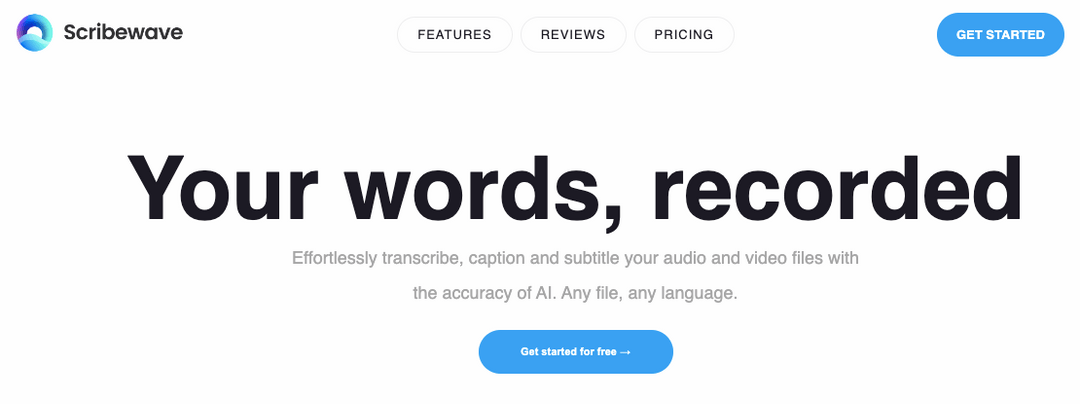 Scribewave
FEATURES
REVIEWS
PRICING
GET STARTED
Your words, recorded
Effortlessly transcribe, caption and subtitle your audio and video files with
the accuracy of AI. Any file, any language.
Get started for free →